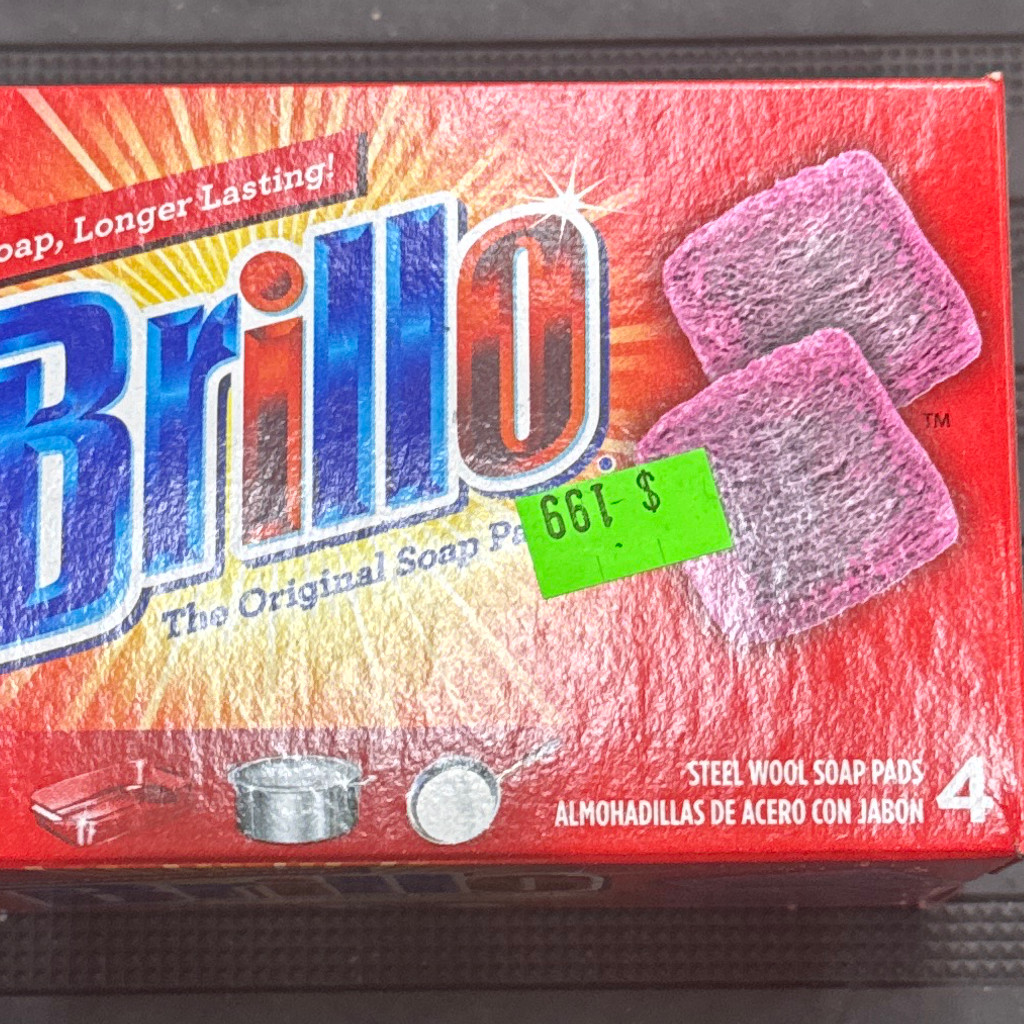 oap, Longer Lasting!
Brillo
The Original Soap Pa
$ 199
TM
STEEL WOOL SOAP PADS
ALMOHADILLAS DE ACERO CON JABÓN
4